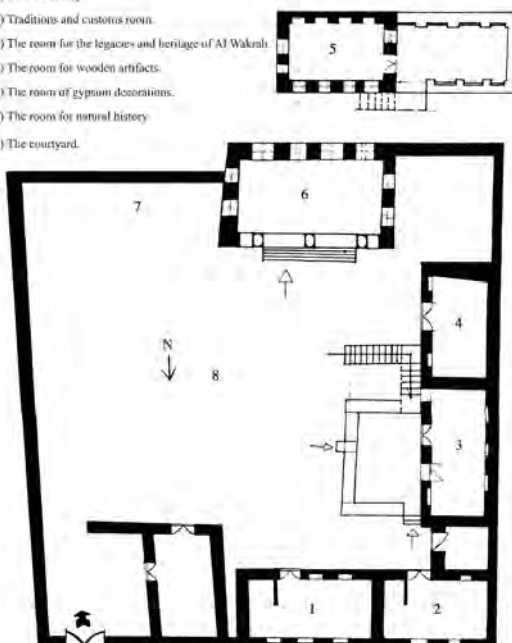 ) Traditions and customs room.
) The room for the legacies and heritage of Al Wakrah.
) The room for wooden artifacts.
) The room of gypsum decorations.
) The room for natural history
) The courtyard.
5
6
7
4
N
8
3
1
2